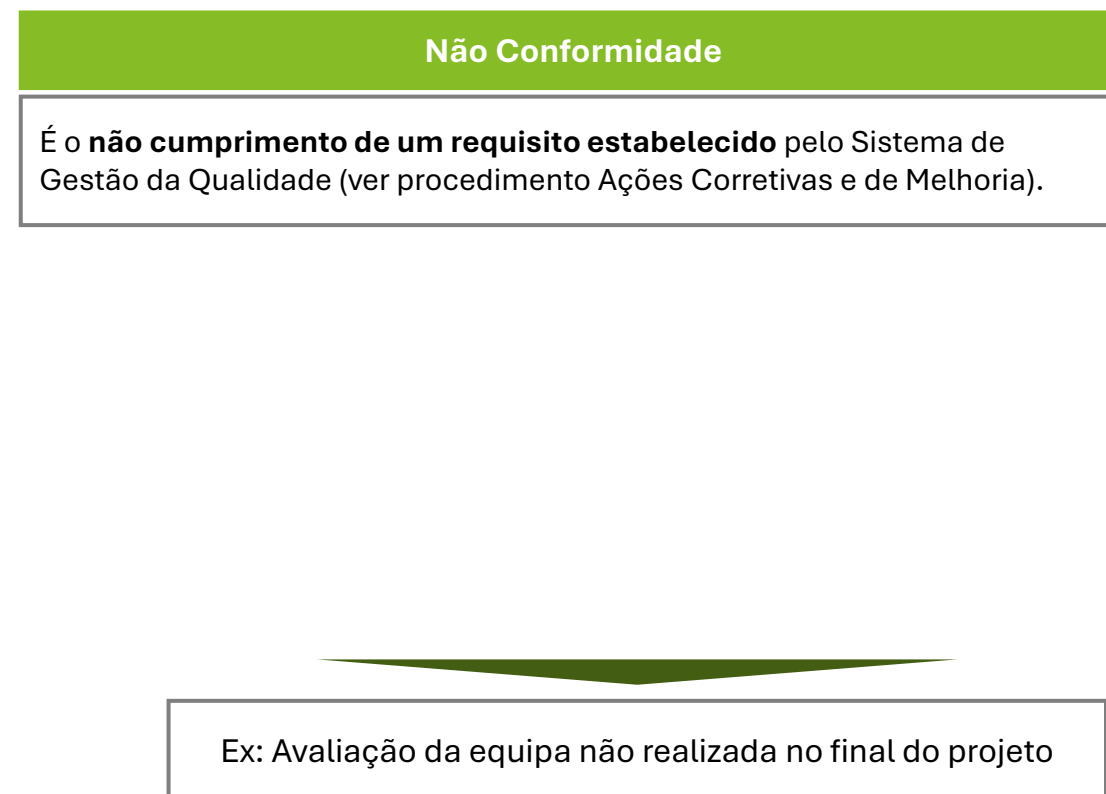 Não Conformidade
É o não cumprimento de um requisito estabelecido pelo Sistema de
Gestão da Qualidade (ver procedimento Ações Corretivas e de Melhoria).
Ex: Avaliação da equipa não realizada no final do projeto